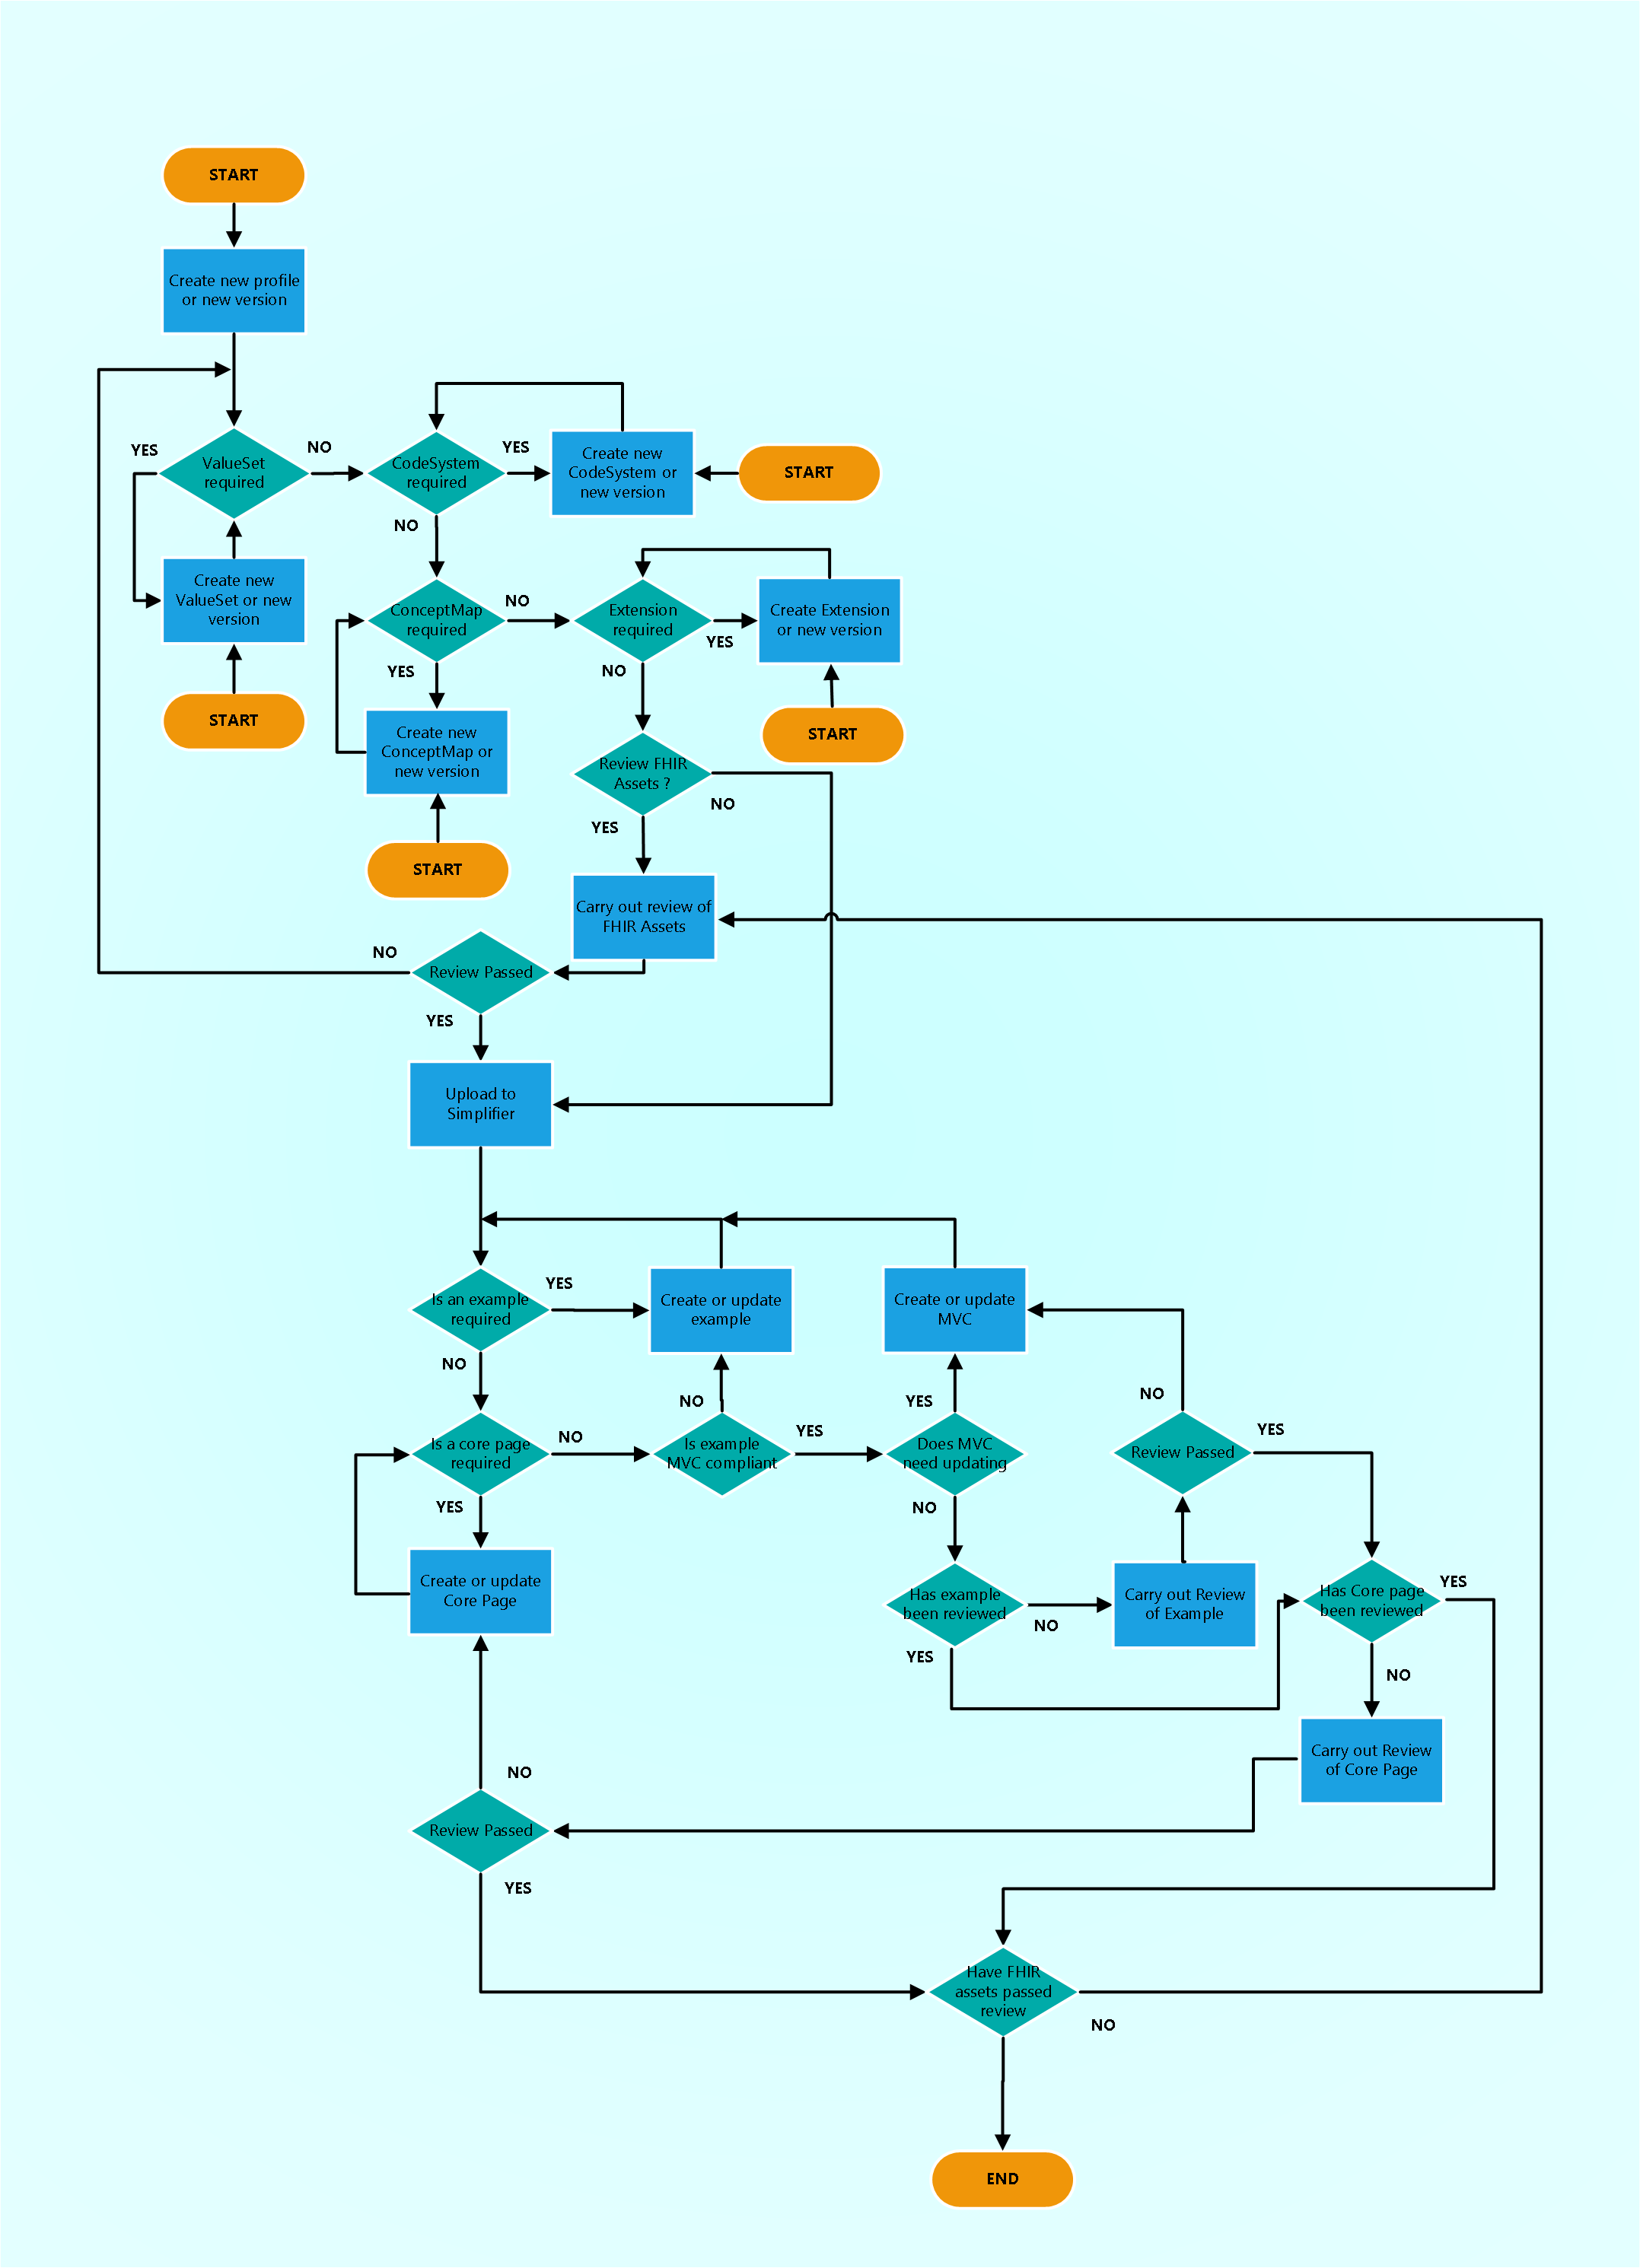 START
Create new profile
or new version
YES
ValueSet
required
NO
CodeSystem
required
YES
Create new
CodeSystem or
new version
START
NO
Create new
ValueSet or new
version
START
ConceptMap
required
NO
Extension
required
YES
Create Extension
or new version
START
YES
Create new
ConceptMap or
new version
START
NO
Review FHIR
Assets ?
NO
YES
Carry out review of
FHIR Assets
NO
Review Passed
YES
Upload to
Simplifier
Is an example
required
YES
Create or update
example
Create or update
MVC
NO
NO
YES
NO
Is a core page
required
NO
Is example
MVC compliant
YES
Does MVC
need updating
Review Passed
YES
YES
NO
Create or update
Core Page
Has example
been reviewed
NO
Carry out Review
of Example
Has Core page
been reviewed
YES
YES
NO
Carry out Review
of Core Page
NO
Review Passed
YES
Have FHIR
assets passed
review
NO
END